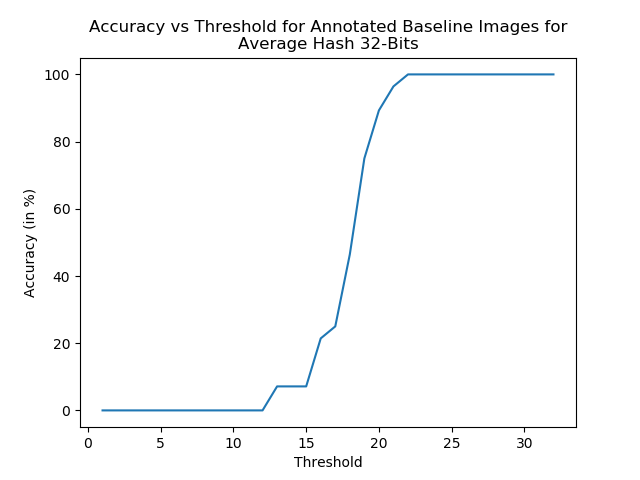 Accuracy vs Threshold for Annotated Baseline Images for
Average Hash 32-Bits
100
80
60
40
20
0
Accuracy (in %)
0 5 10 15 20 25 30
Threshold